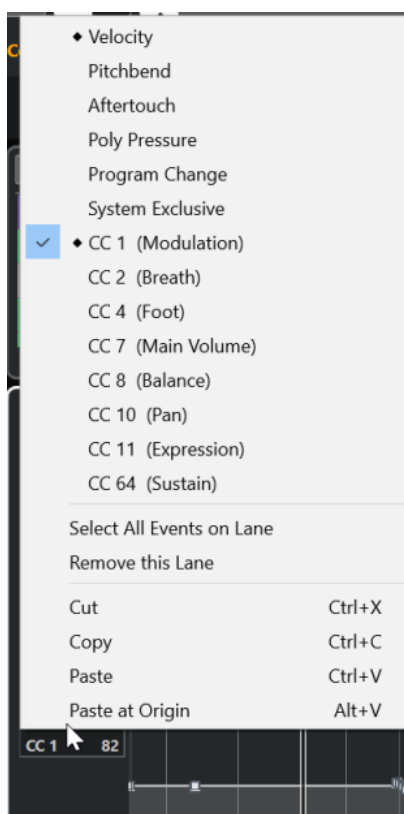 Velocity
Pitchbend
Aftertouch
Poly Pressure
Program Change
System Exclusive
CC 1 (Modulation)
CC 2 (Breath)
CC 4 (Foot)
CC 7 (Main Volume)
CC 8 (Balance)
CC 10 (Pan)
CC 11 (Expression)
CC 64 (Sustain)
Select All Events on Lane
Remove this Lane
Cut Ctrl+X
Copy Ctrl+C
Paste Ctrl+V
Paste at Origin Alt+V
CC 1 82